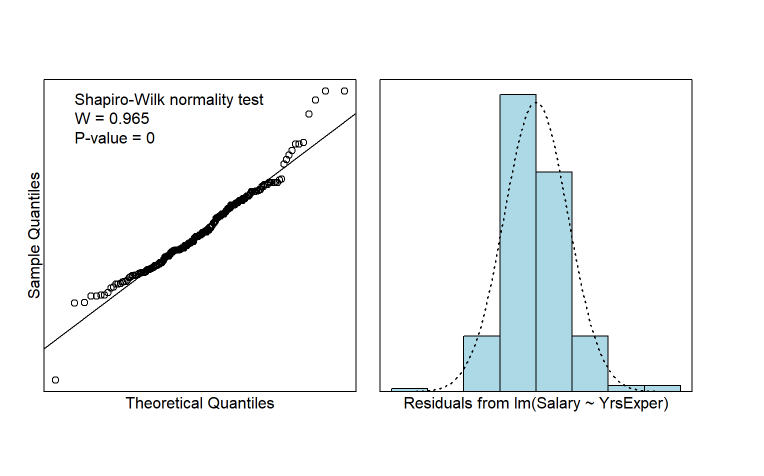 Shapiro-Wilk normality test
W = 0.965
P-value = 0
Sample Quantiles
Theoretical Quantiles
Residuals from lm(Salary ~ YrsExper)